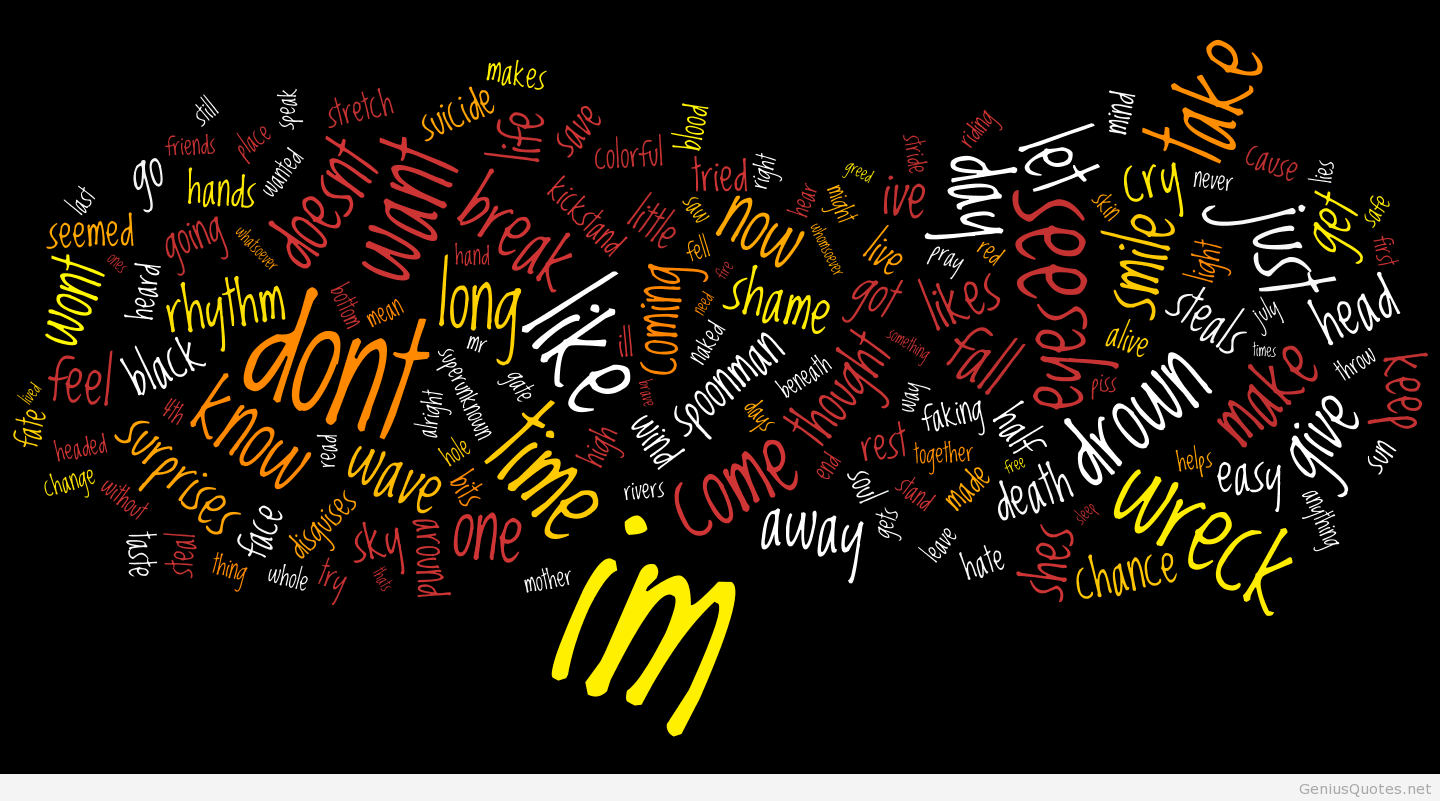 makes
still
speak
stretch
suicide
life
save
colorful
blood
friends
place
wanted
go
hands
last
seemed
going
whatsoever
ones
doesnt
want
break
kickstand
little
tried
right
saw
now
hear
greed
might
whomsoever
live
ive
stride
riding
had
let
mind
take
cause
never
cry
skin
smile
light
just
lies
get
safe
first
eyes
dead
pray
red
likes
got
fall
something
wont
heard
rhythm
bottom
mean
hand
long
mr
like
ill
coming
fell
fire
need
shame
naked
spoonman
beneath
thought
alive
steals
july
times
head
throw
keep
piss
feel
black
dont
know
4th
lived
fate
headed
change
without
surprises
read
alright
superunknown
gate
hole
bits
time
wave
high
brave
wind
days
come
end
way
rest
faking
half
together
free
made
stand
soul
gets
death
drown
make
give
sun
helps
easy
anything
wreck
sleep
shes
chance
taste
steal
thing
face
whole
disguises
try
sky
thats
around
one
rivers
mother
away
leave
hate
im
GeniusQuotes.net